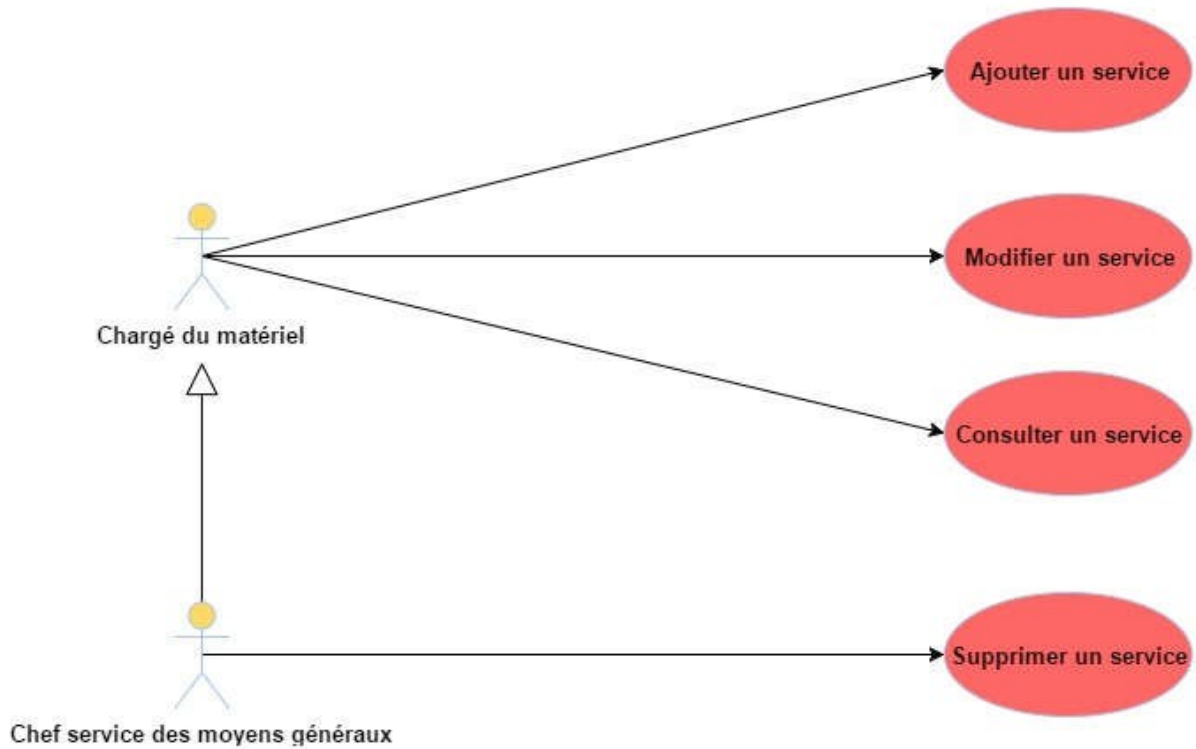 Ajouter un service
Modifier un service
Chargé du matériel
Consulter un service
Supprimer un service
Chef service des moyens généraux